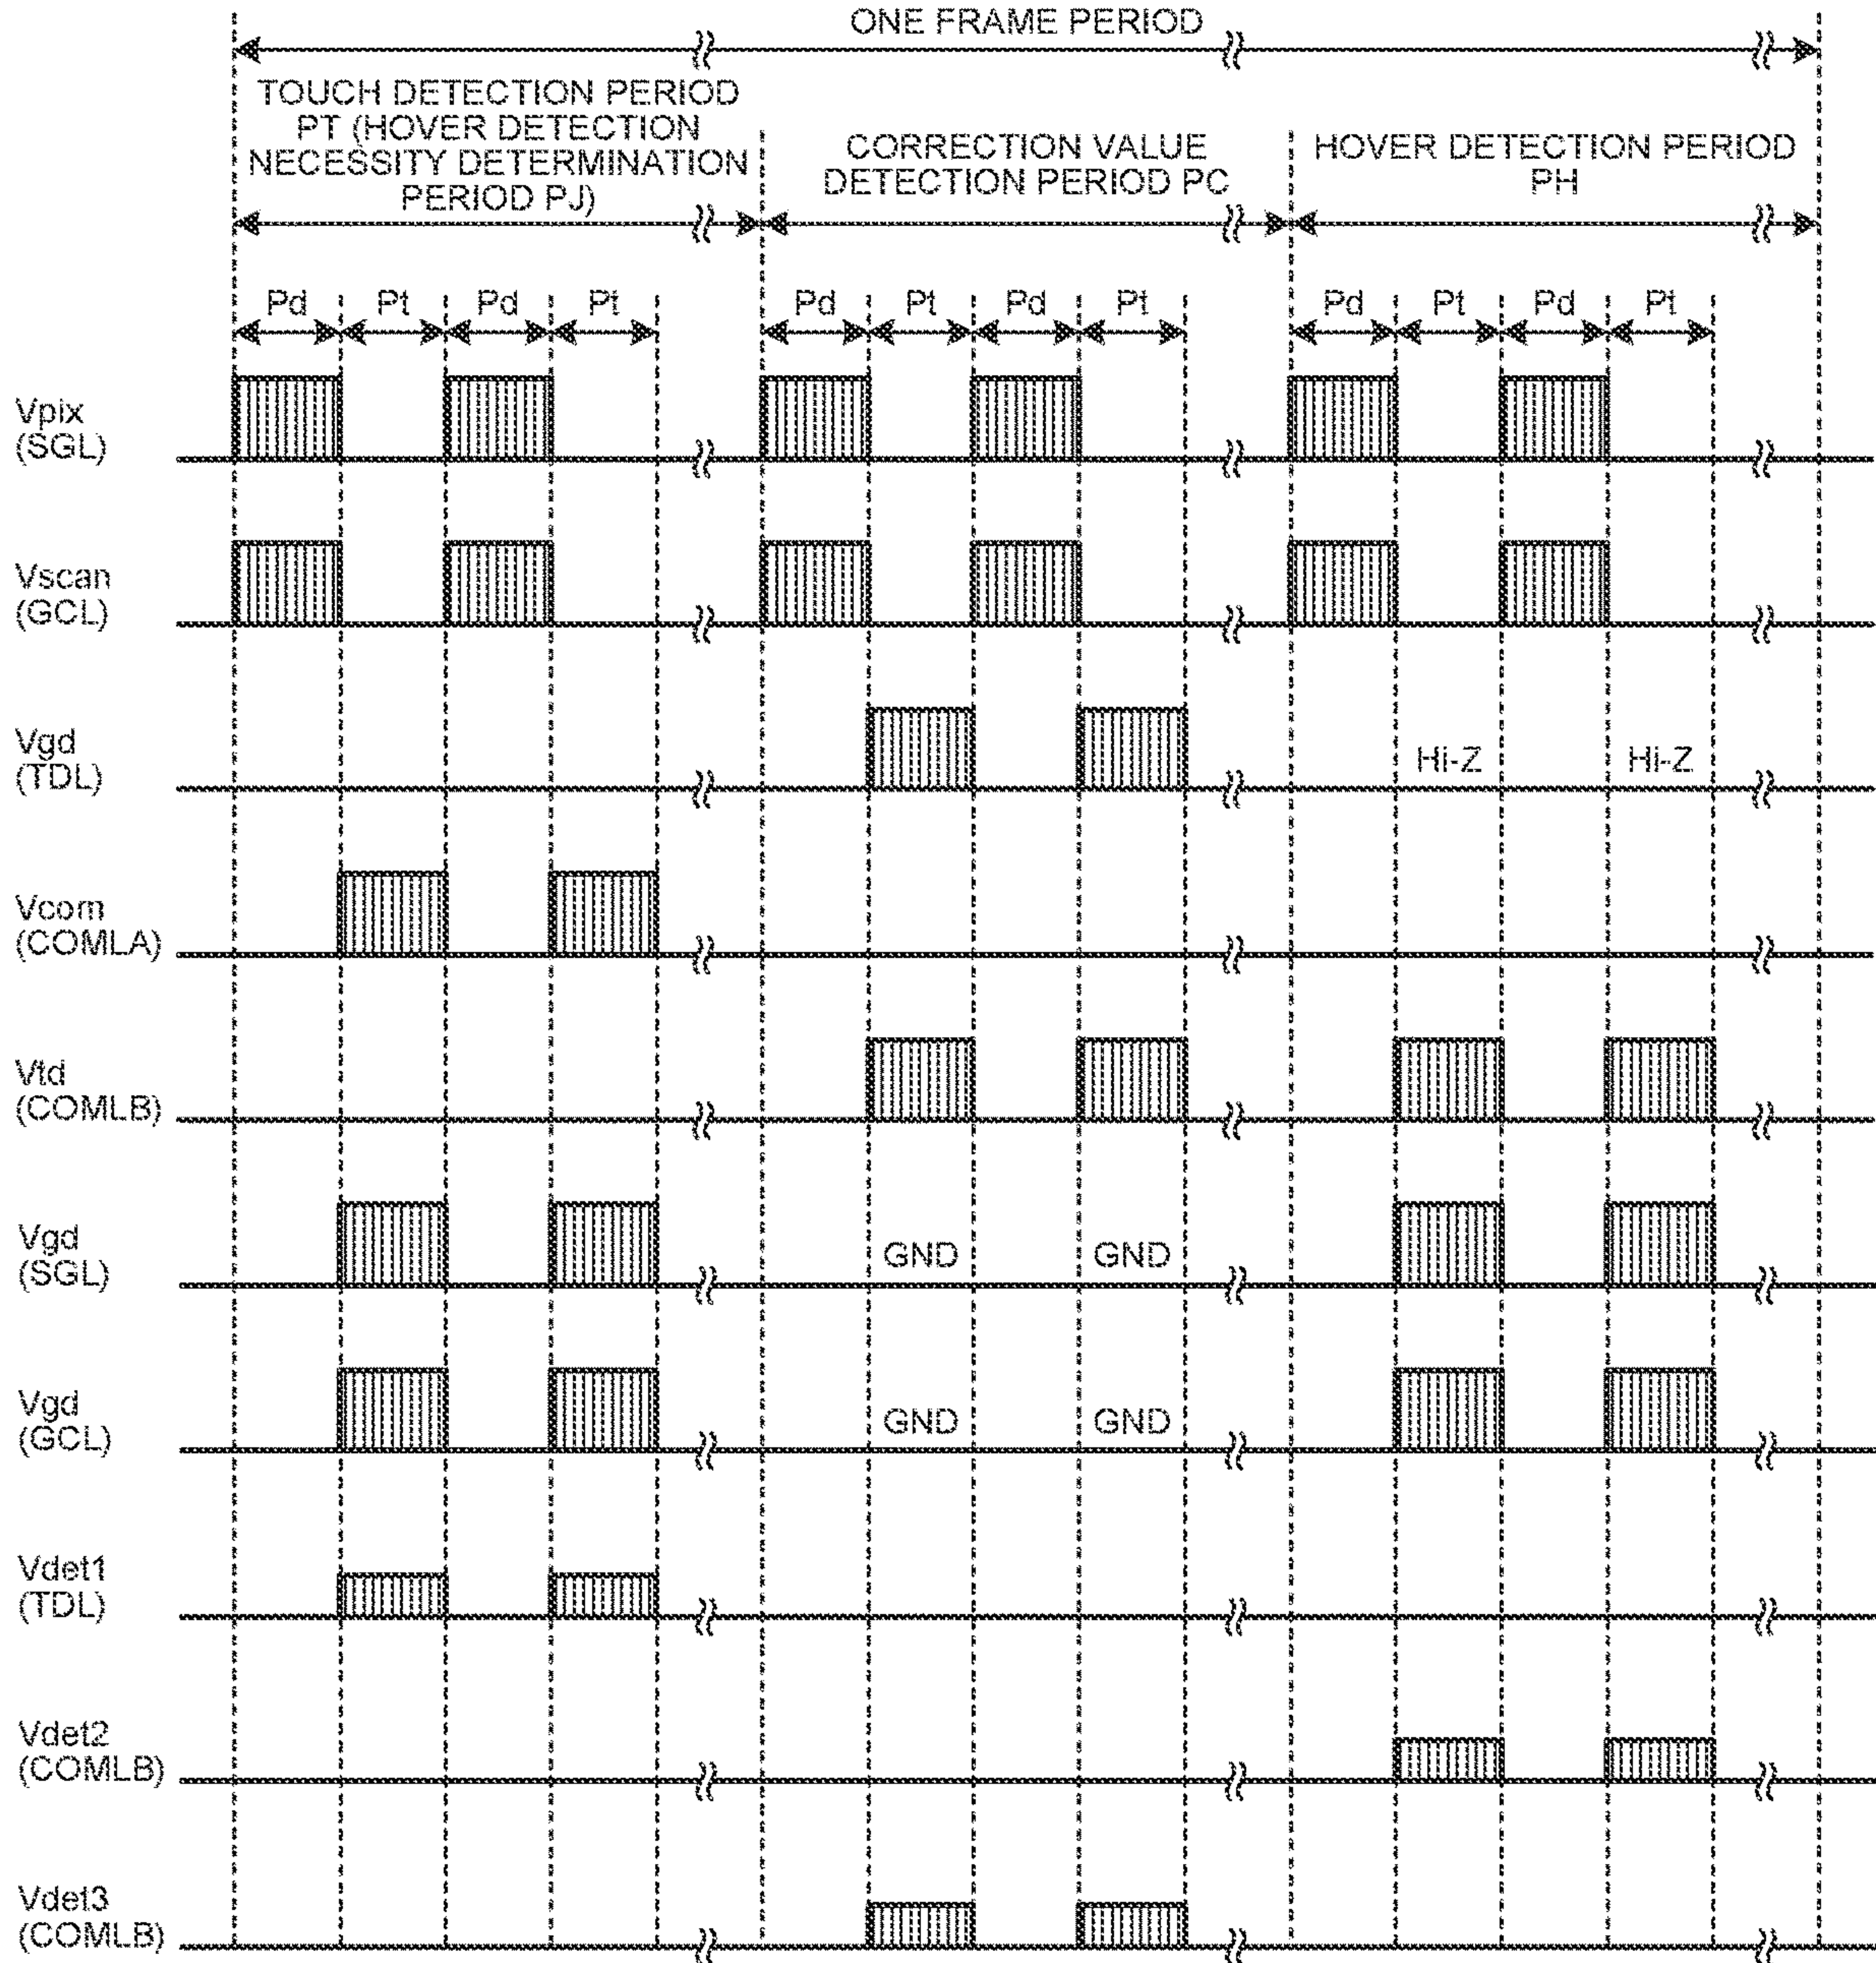 ONE FRAME PERIOD
TOUCH DETECTION PERIOD
PT (HOVER DETECTION
NECESSITY DETERMINATION
PERIOD PJ)
CORRECTION VALUE
DETECTION PERIOD PC
HOVER DETECTION PERIOD
PH
Pd Pt Pd Pt Pd Pt Pd Pt Pd Pt Pd Pt
Vpix
(SGL)
Vscan
(GCL)
Vgd
(TDL)
Hi-Z Hi-Z
Vcom
(COMLA)
Vtd
(COMLB)
Vgd
(SGL)
GND GND
Vgd
(GCL)
GND GND
Vdet1
(TDL)
Vdet2
(COMLB)
Vdet3
(COMLB)